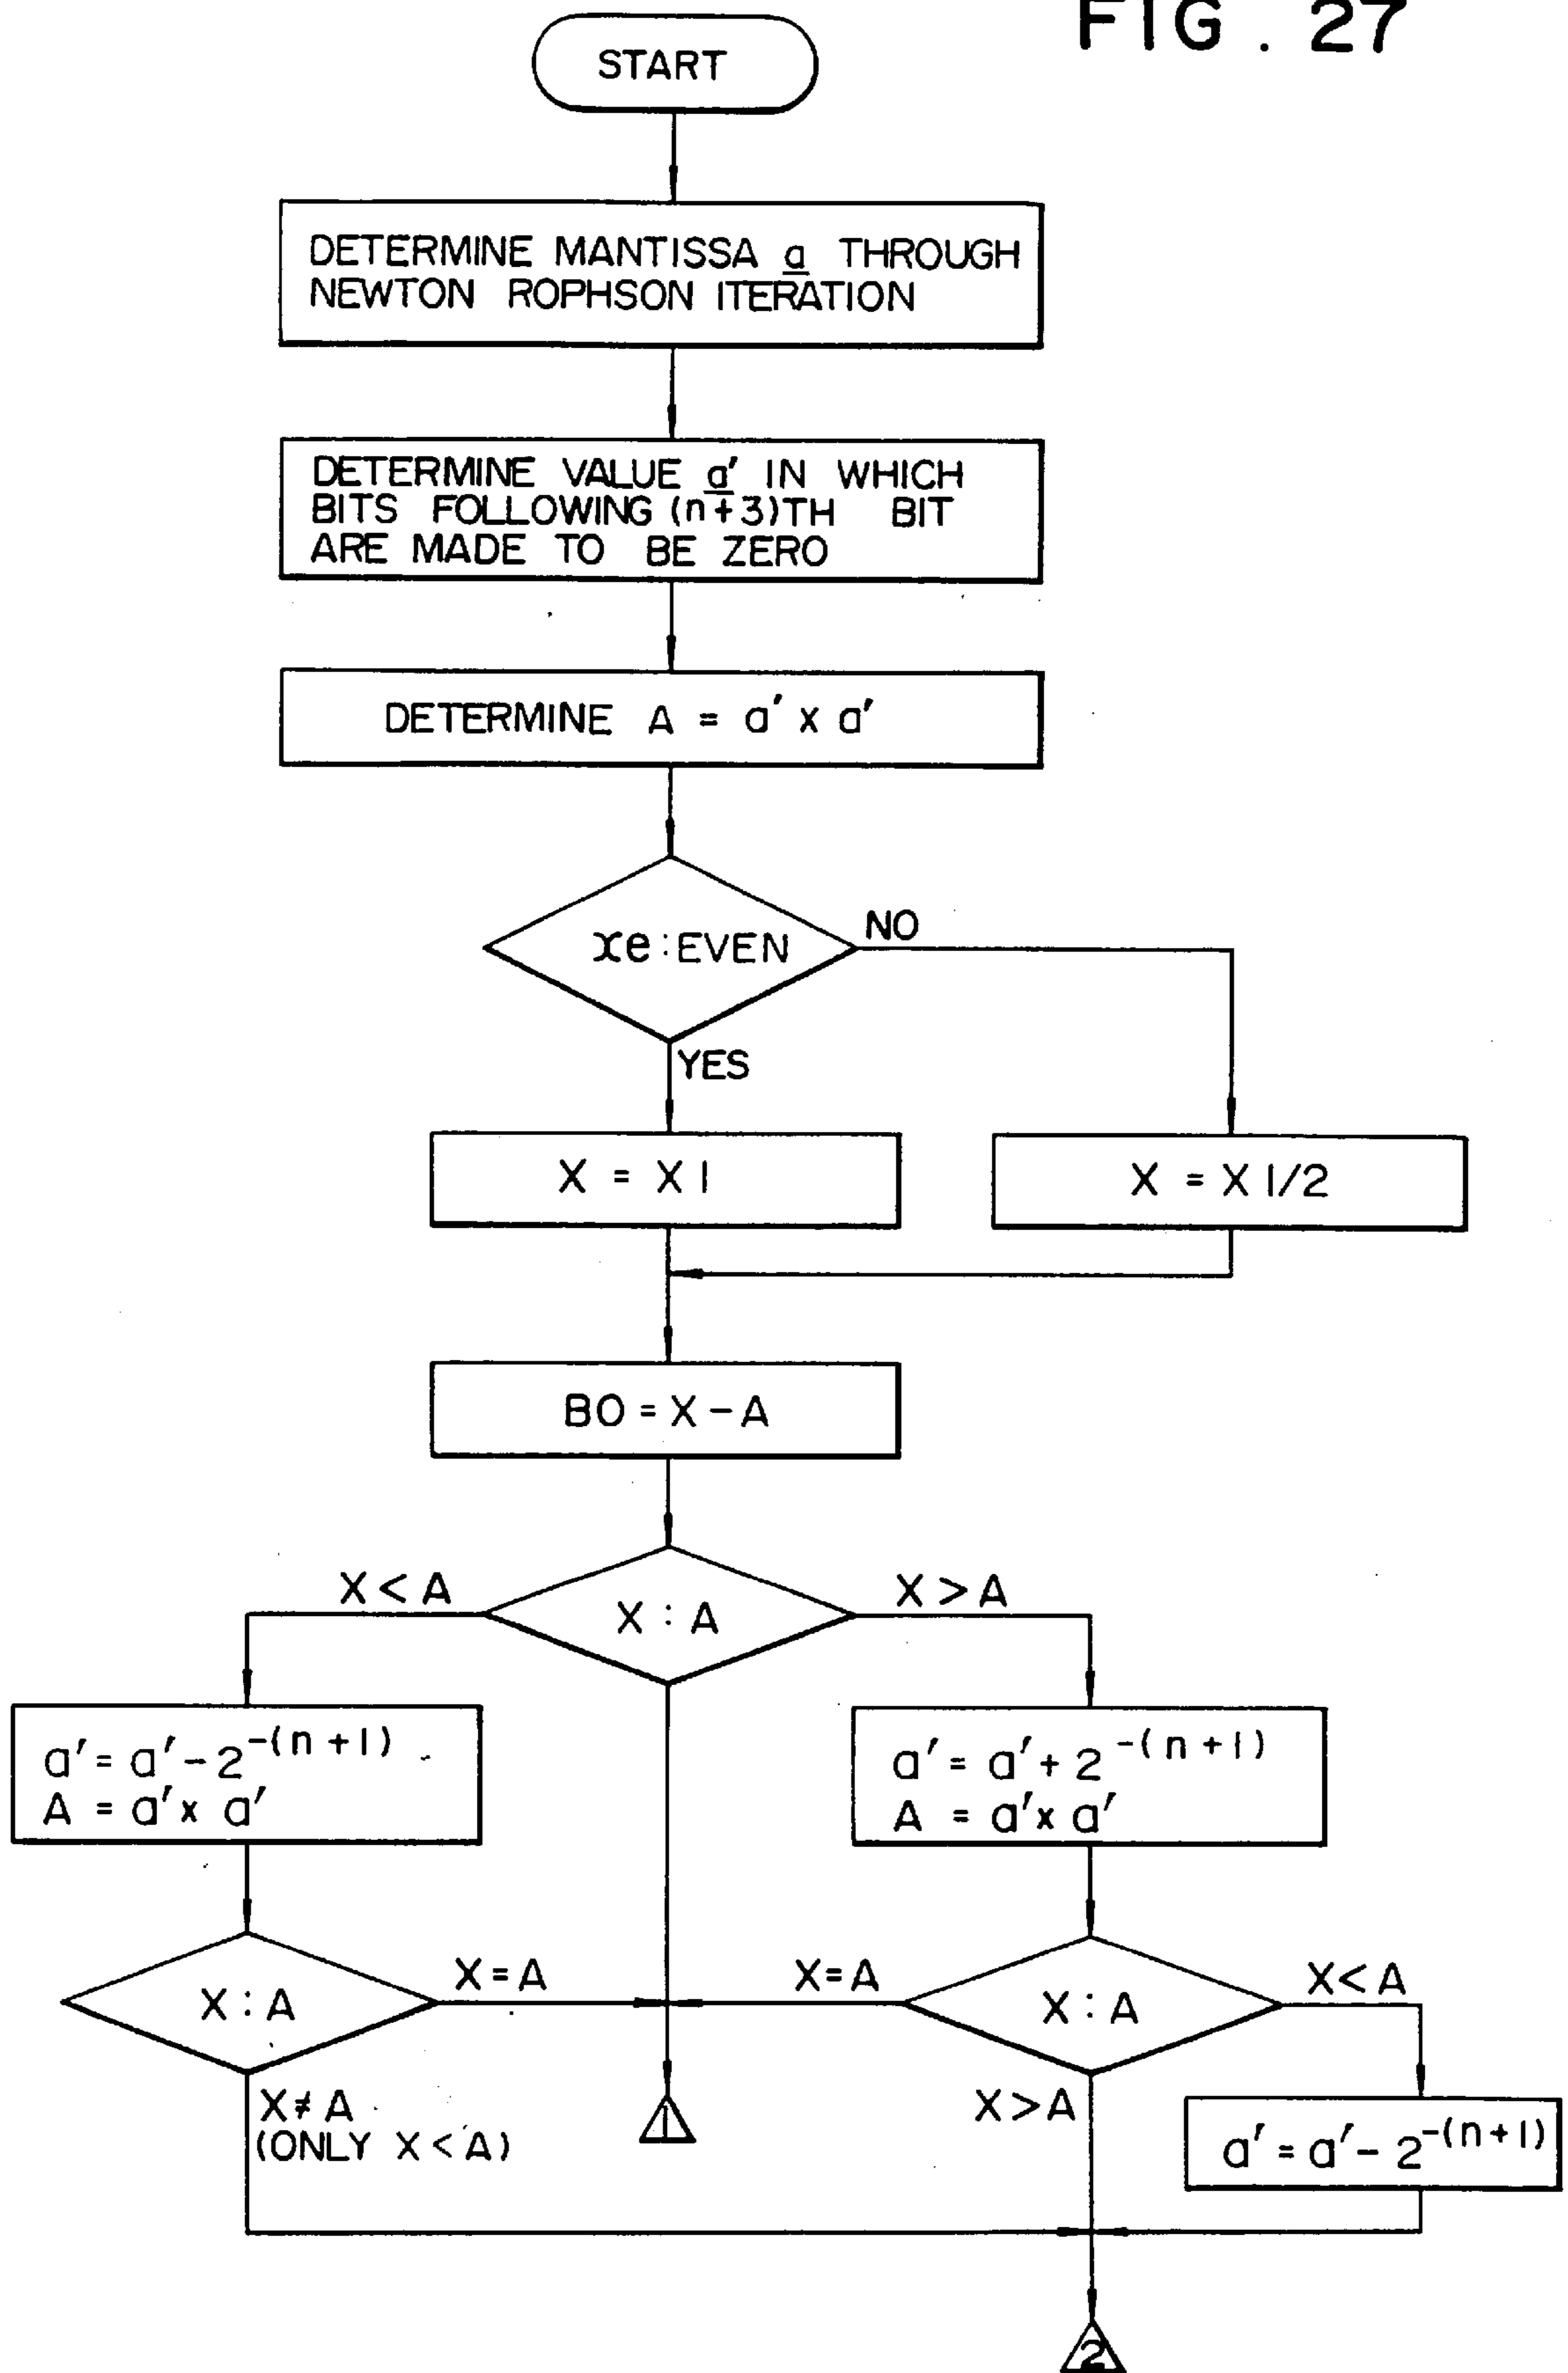 FIG. 27
START
DETERMINE MANTISSA a THROUGH
NEWTON ROPHSON ITERATION
DETERMINE VALUE a' IN WHICH
BITS FOLLOWING (n+3)TH BIT
ARE MADE TO BE ZERO
DETERMINE A = a' x a'
xe : EVEN
NO
YES
X = X1
X = X1/2
B0 = X - A
X < A
X : A
X > A
a' = a' - 2^-(n+1)
A = a' x a'
a' = a' + 2^-(n+1)
A = a' x a'
X : A
X = A
X = A
X : A
X < A
X ≠ A
(ONLY X < A)
1
X > A
a' = a' - 2^-(n+1)
2